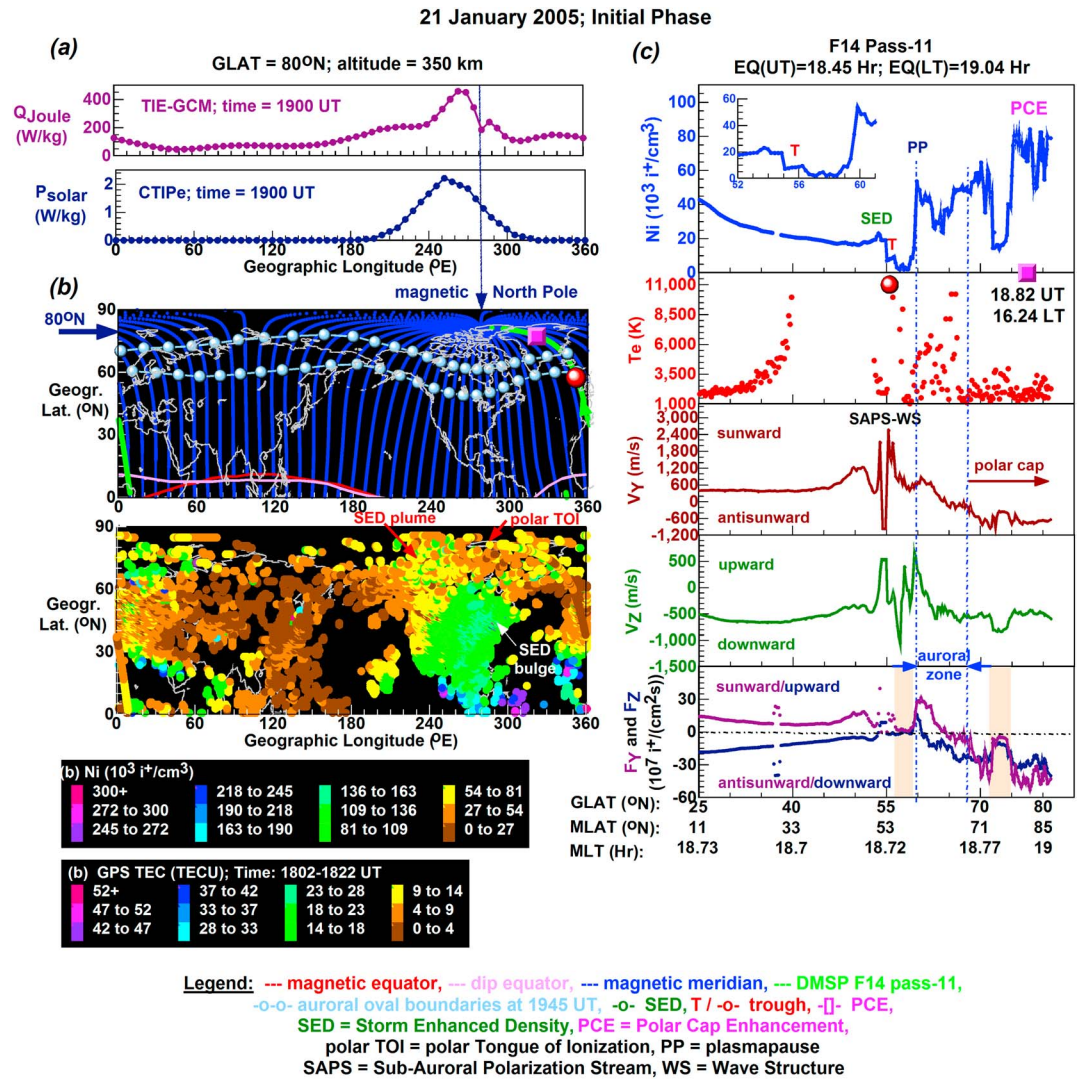 21 January 2005; Initial Phase
(a)
GLAT = 80ºN; altitude = 350 km
QJoule
(W/kg)
400
200
0
TIE-GCM; time = 1900 UT
Psolar
(W/kg)
2
1
0
CTIPe; time = 1900 UT
0 60 120 180 240 300 360
Geographic Longitude (ºE)
(b)
magnetic North Pole
80ºN
90
60
Geogr.
Lat. (ºN)
30
0
0 60 120 180 240 300 360
SED plume
polar TOI
90
60
Geogr.
Lat. (ºN)
30
0
SED
bulge
0 60 120 180 240 300 360
Geographic Longitude (ºE)
(b) Ni (10³ i+/cm³)
300+ 218 to 245 136 to 163 54 to 81
272 to 300 190 to 218 109 to 136 27 to 54
245 to 272 163 to 190 81 to 109 0 to 27
(b) GPS TEC (TECU); Time: 1802-1822 UT
52+ 37 to 42 23 to 28 9 to 14
47 to 52 33 to 37 18 to 23 4 to 9
42 to 47 28 to 33 14 to 18 0 to 4
(c)
F14 Pass-11
EQ(UT)=18.45 Hr; EQ(LT)=19.04 Hr
Ni (10³ i+/cm³)
100
80
60
40
20
0
60
40
20
0
T
52 56 60
PP
PCE
SED
T
Te (K)
11,000
8,500
6,000
3,500
1,000
18.82 UT
16.24 LT
VY (m/s)
3,000
2,400
1,800
1,200
600
0
-600
-1,200
SAPS-WS
sunward
polar cap
antisunward
VZ (m/s)
500
0
-500
-1,000
-1,500
upward
downward
auroral
zone
FY and FZ
(10⁷ i+/(cm²s)))
30
0
-30
-60
sunward/upward
antisunward/downward
GLAT (ºN): 25 40 55 70 80
MLAT (ºN): 11 33 53 71 85
MLT (Hr): 18.73 18.7 18.72 18.77 19
Legend: --- magnetic equator, --- dip equator, --- magnetic meridian, --- DMSP F14 pass-11,
-o-o- auroral oval boundaries at 1945 UT, -o- SED, T / -o- trough, -[]- PCE,
SED = Storm Enhanced Density, PCE = Polar Cap Enhancement,
polar TOI = polar Tongue of Ionization, PP = plasmapause
SAPS = Sub-Auroral Polarization Stream, WS = Wave Structure